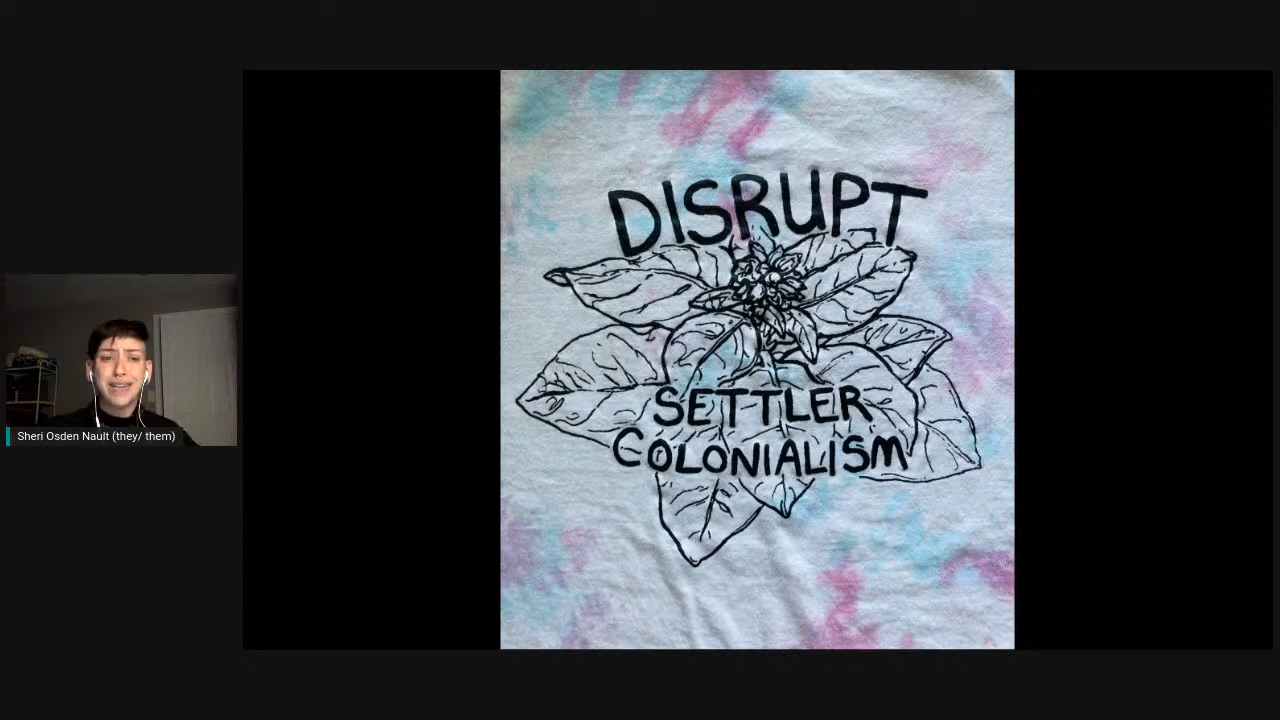 DISRUPT
SETTLER
COLONIALISM
Sheri Osden Nault (they/ them)